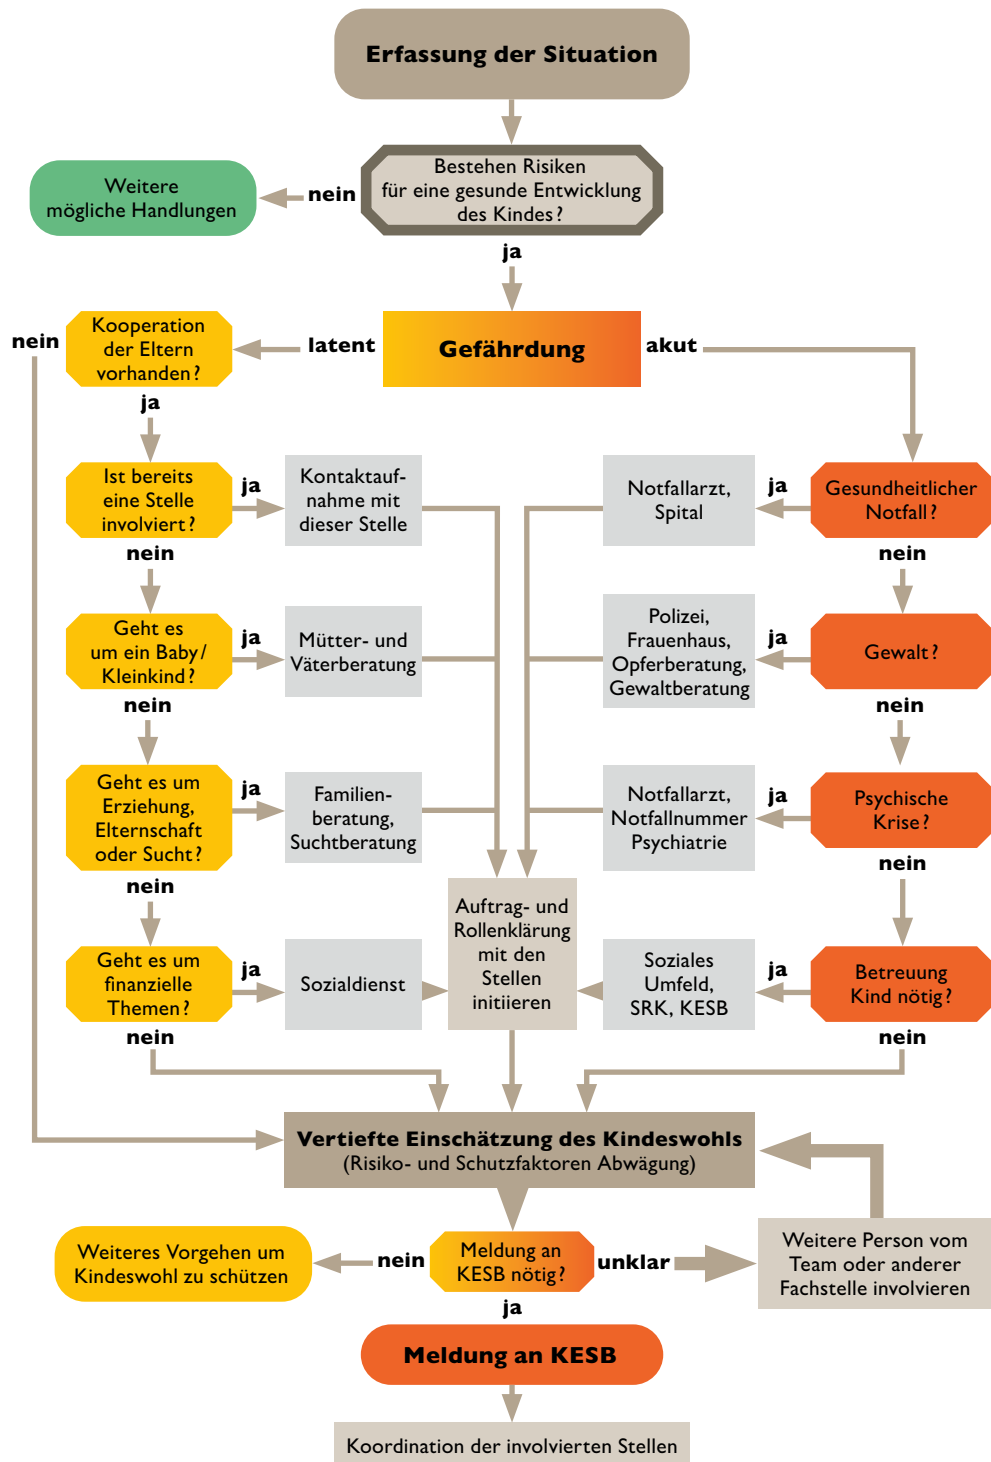 Erfassung der Situation
Bestehen Risiken
für eine gesunde Entwicklung
des Kindes?
nein
Weitere
mögliche Handlungen
ja
Gefährdung
latent
akut
Kooperation
der Eltern
vorhanden?
nein
ja
Ist bereits
eine Stelle
involviert?
ja
Kontaktauf-
nahme mit
dieser Stelle
nein
Geht es
um ein Baby/
Kleinkind?
ja
Mütter- und
Väterberatung
nein
Geht es um
Erziehung,
Elternschaft
oder Sucht?
ja
Familien-
beratung,
Suchtberatung
nein
Geht es um
finanzielle
Themen?
ja
Sozialdienst
nein
Gesundheitlicher
Notfall?
ja
Notfallarzt,
Spital
nein
Gewalt?
ja
Polizei,
Frauenhaus,
Opferberatung,
Gewaltberatung
nein
Psychische
Krise?
ja
Notfallarzt,
Notfallnummer
Psychiatrie
nein
Betreuung
Kind nötig?
ja
Soziales
Umfeld,
SRK, KESB
nein
Auftrag- und
Rollenklärung
mit den
Stellen
initiieren
Vertiefte Einschätzung des Kindeswohls
(Risiko- und Schutzfaktoren Abwägung)
Meldung an
KESB nötig?
nein
Weiteres Vorgehen um
Kindeswohl zu schützen
unklar
Weitere Person vom
Team oder anderer
Fachstelle involvieren
ja
Meldung an KESB
Koordination der involvierten Stellen